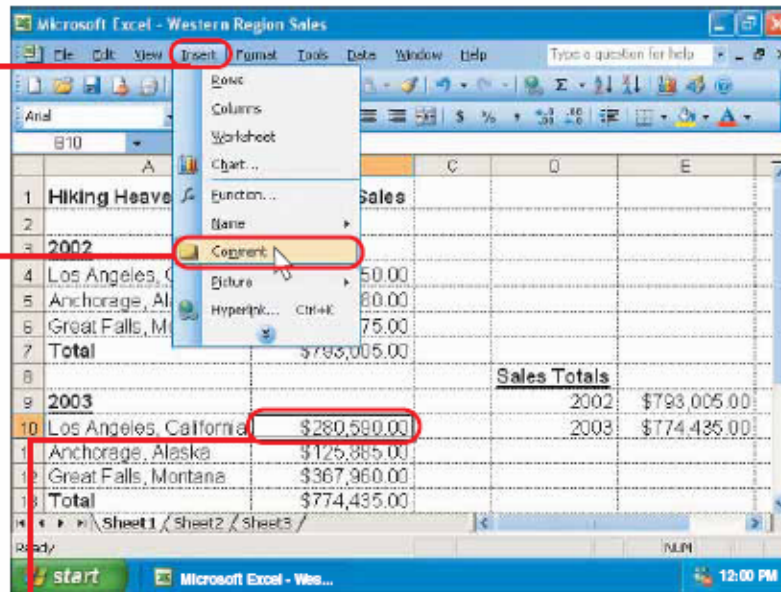 Microsoft Excel - Western Region Sales
File Edit View Insert Format Tools Data Window Help Type a question for help
Arial $ %
B10
Rows
Columns
Worksheet
Chart...
Function...
Name
Comment
Picture
Hyperlink... Ctrl+K
A C D E
1 Hiking Heave Sales
2
3 2002
4 Los Angeles, C 50.00
5 Anchorage, Al 80.00
6 Great Falls, Mo 75.00
7 Total $793,005.00
8 Sales Totals
9 2003 2002 $793,005.00
10 Los Angeles, California $280,590.00 2003 $774,435.00
11 Anchorage, Alaska $125,885.00
12 Great Falls, Montana $367,960.00
13 Total $774,435.00
Sheet1 / Sheet2 / Sheet3 /
Ready NUM
start Microsoft Excel - Wes... 12:00 PM